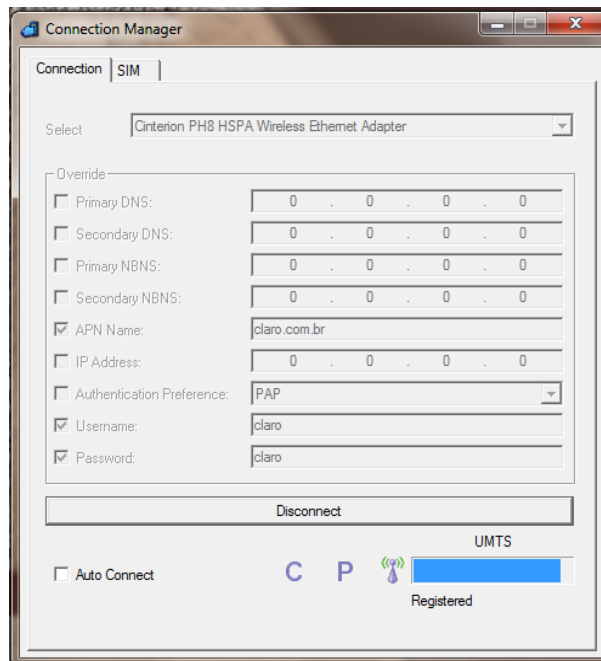 Connection Manager
Connection SIM
Select Cinterion PH8 HSPA Wireless Ethernet Adapter
Override
Primary DNS: 0 . 0 . 0 . 0
Secondary DNS: 0 . 0 . 0 . 0
Primary NBNS: 0 . 0 . 0 . 0
Secondary NBNS: 0 . 0 . 0 . 0
APN Name: claro.com.br
IP Address: 0 . 0 . 0 . 0
Authentication Preference: PAP
Username: claro
Password: claro
Disconnect
UMTS
Auto Connect C P
Registered